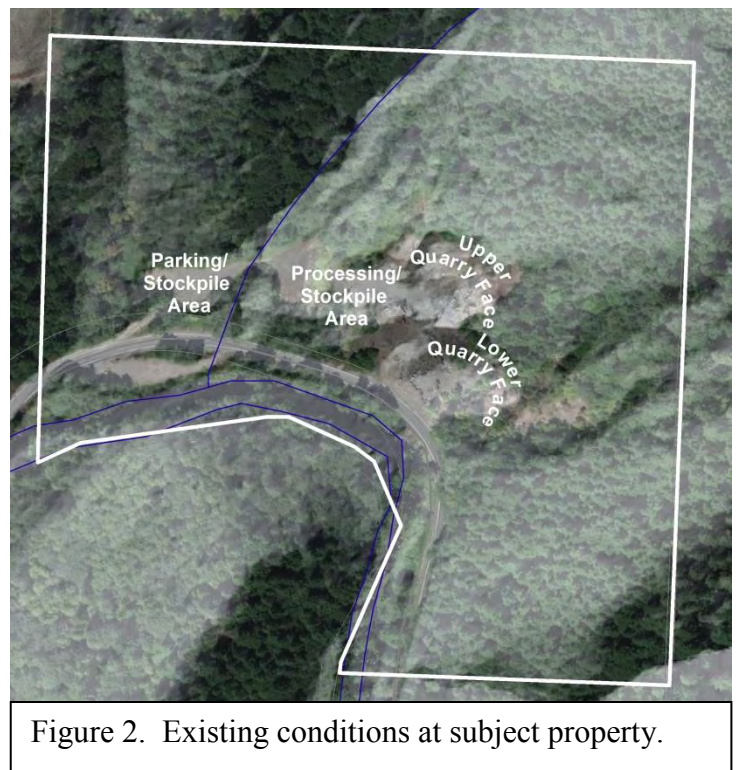 Parking/
Stockpile
Area
Processing/
Stockpile
Area
Upper
Quarry Face
Lower
Quarry Face
Figure 2.  Existing conditions at subject property.